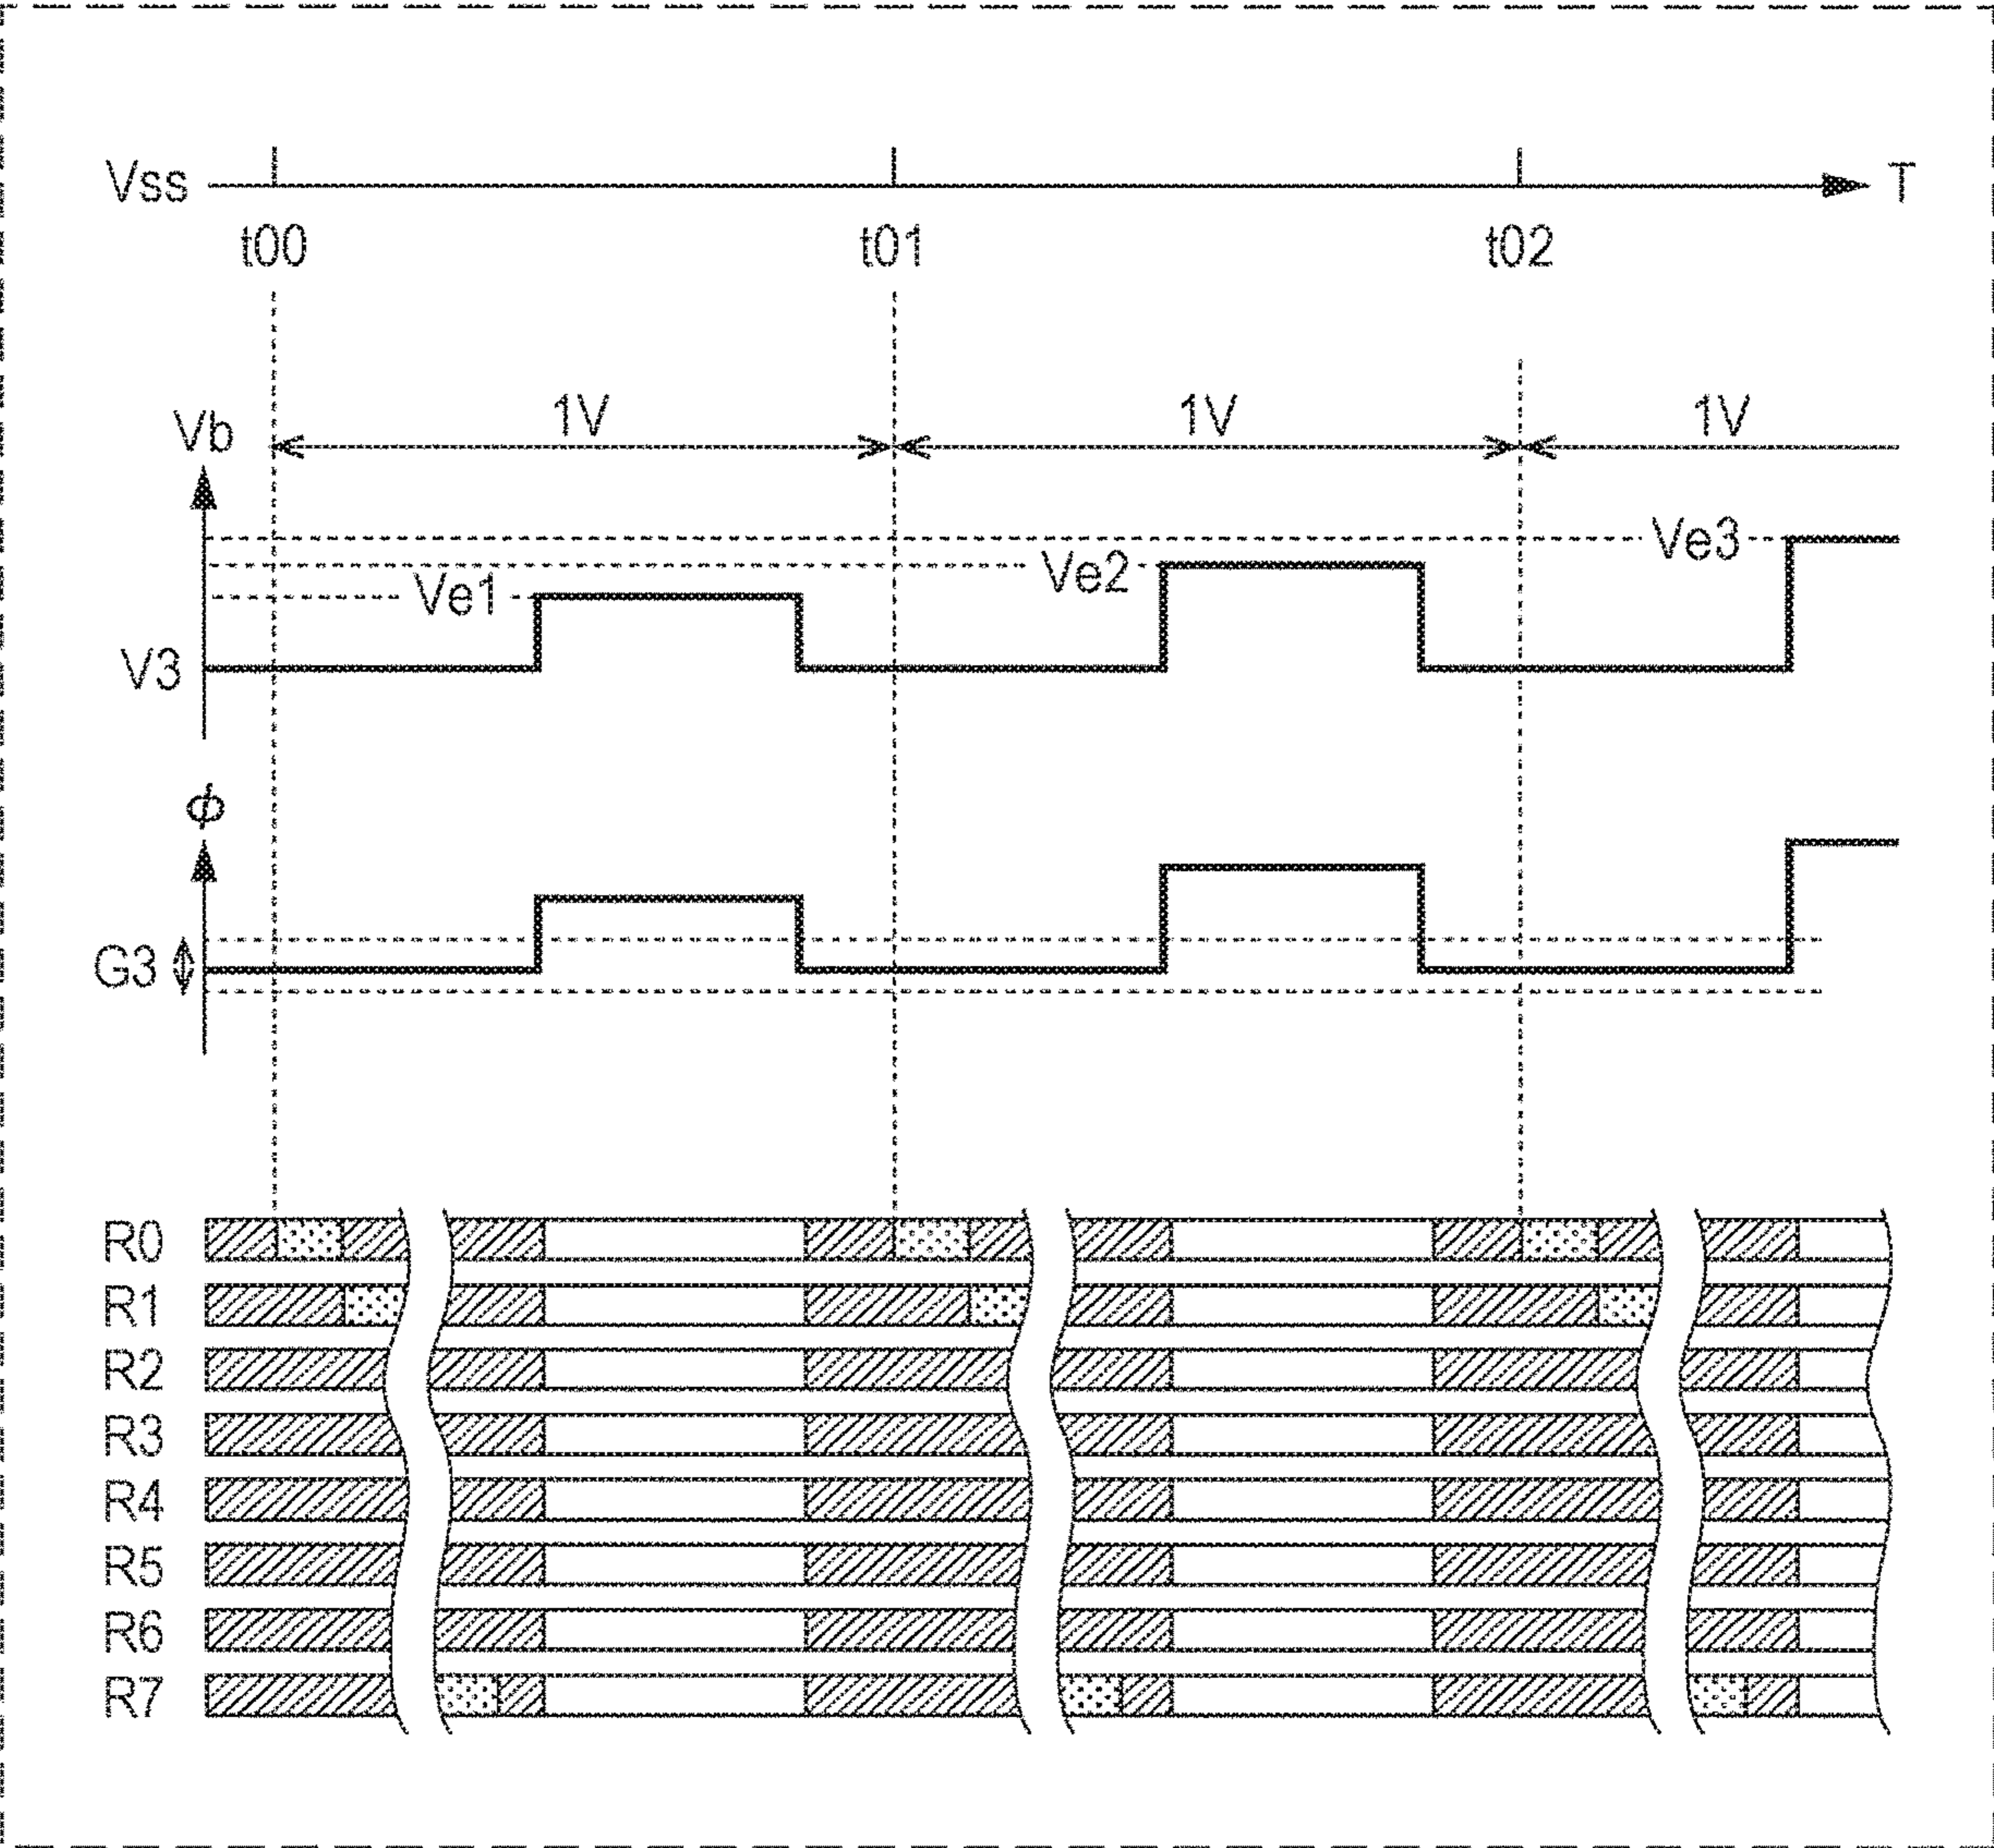 Vss T
t00 t01 t02
Vb 1V 1V 1V
Ve3
Ve2
Ve1
V3
ϕ
G3
R0
R1
R2
R3
R4
R5
R6
R7